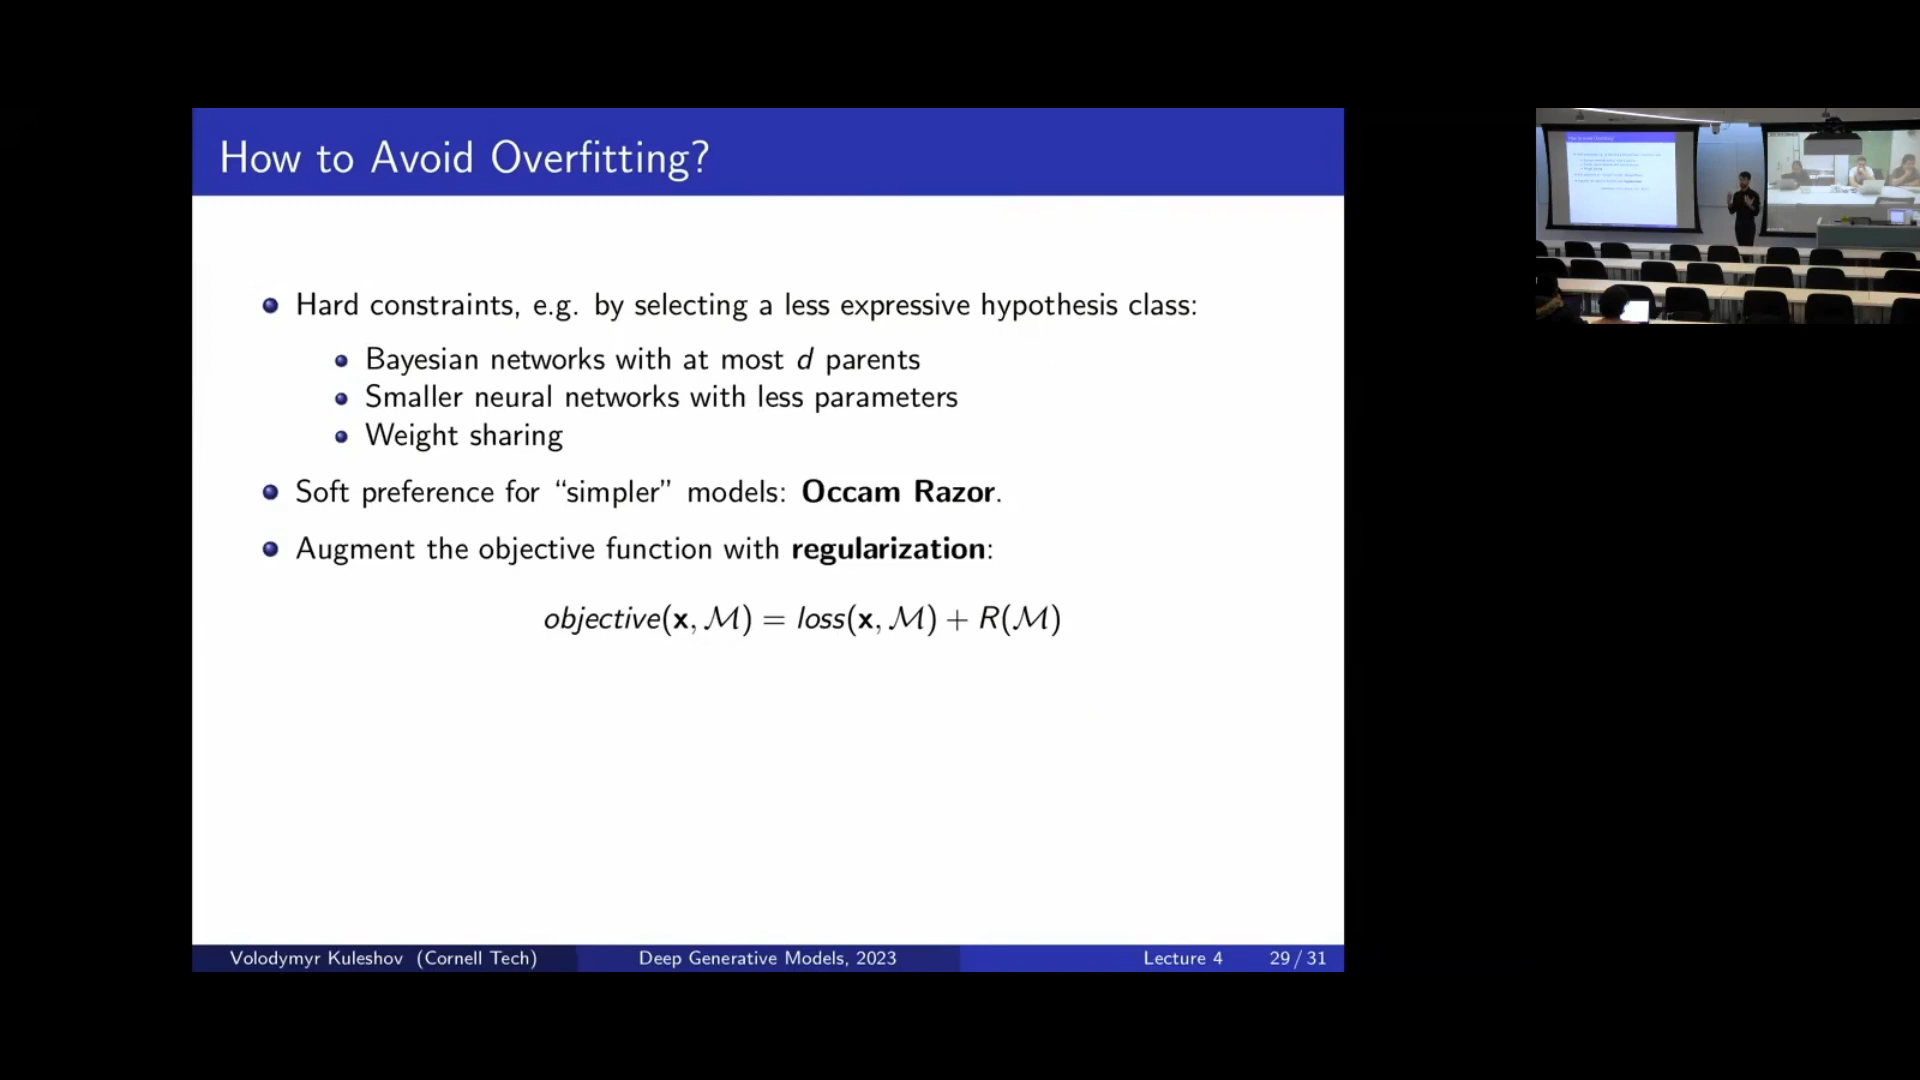 How to Avoid Overfitting?
Hard constraints, e.g. by selecting a less expressive hypothesis class:
Bayesian networks with at most d parents
Smaller neural networks with less parameters
Weight sharing
Soft preference for “simpler” models: Occam Razor.
Augment the objective function with regularization:
objective(x, M) = loss(x, M) + R(M)
Volodymyr Kuleshov (Cornell Tech) Deep Generative Models, 2023 Lecture 4 29 / 31